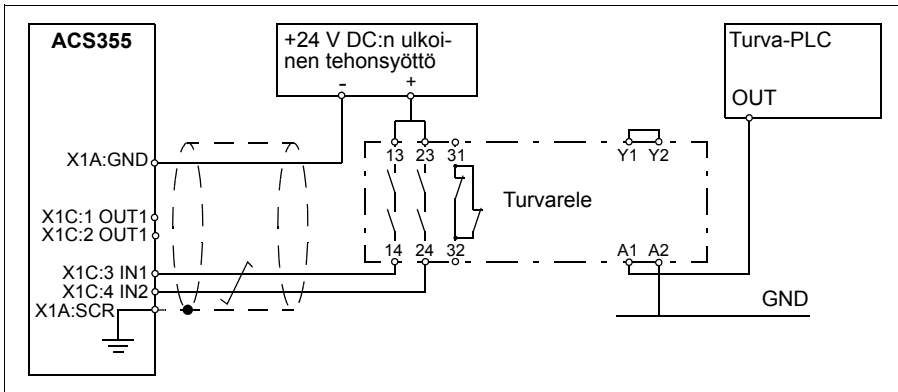 ACS355
+24 V DC:n ulkoi-
nen tehonsyöttö
- +
Turva-PLC
OUT
13 23 31
Y1 Y2
X1A:GND
Turvarele
X1C:1 OUT1
X1C:2 OUT1
14 24 32
A1 A2
X1C:3 IN1
X1C:4 IN2
X1A:SCR
GND